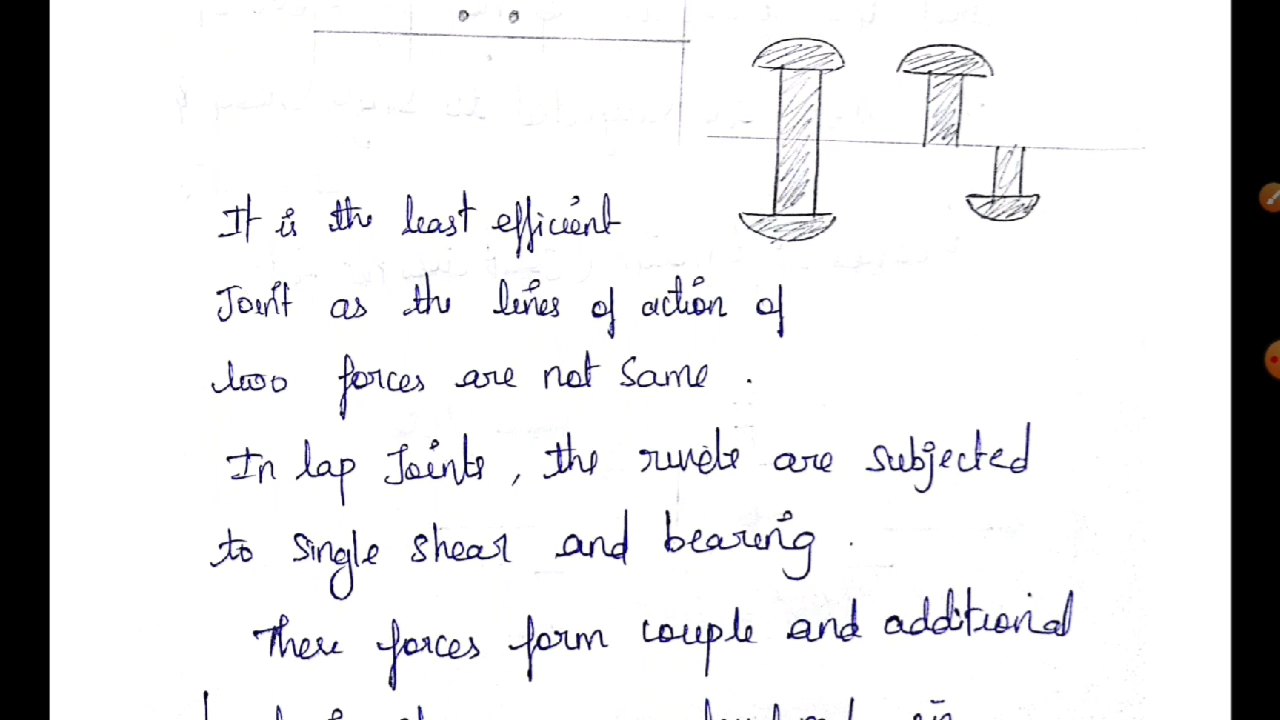 It is the least efficient
Joint as the lines of action of
two forces are not same .
In lap Joints , the rivets are subjected
to single shear and bearing .
These forces form couple and additional